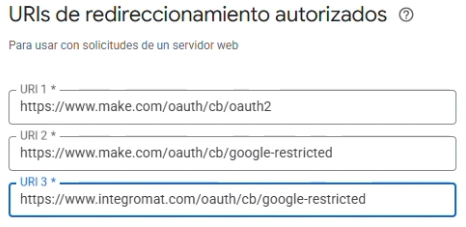 URIs de redireccionamiento autorizados
Para usar con solicitudes de un servidor web
URI 1 *
https://www.make.com/oauth/cb/oauth2
URI 2 *
https://www.make.com/oauth/cb/google-restricted
URI 3 *
https://www.integromat.com/oauth/cb/google-restricted